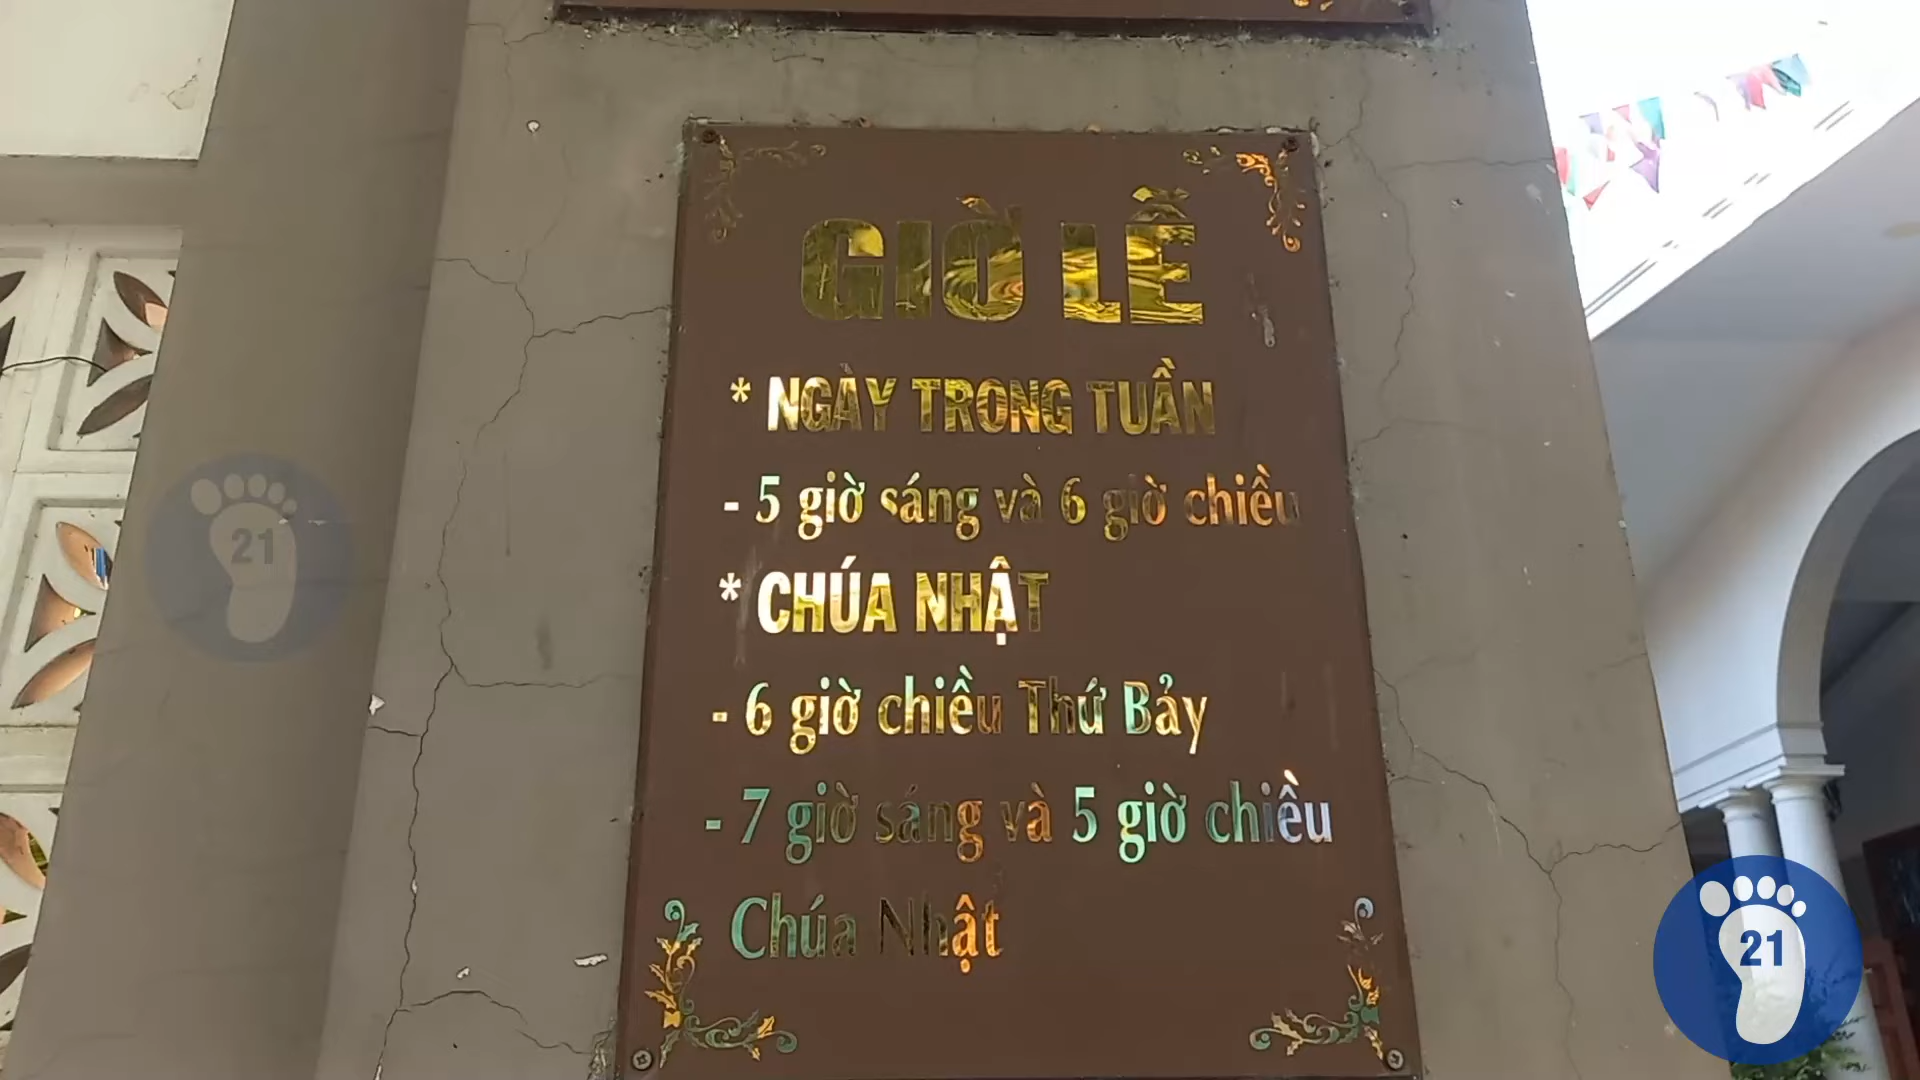 GIỜ LỄ
* NGÀY TRONG TUẦN
- 5 giờ sáng và 6 giờ chiều
* CHÚA NHẬT
- 6 giờ chiều Thứ Bảy
- 7 giờ sáng và 5 giờ chiều
Chúa Nhật
21
21